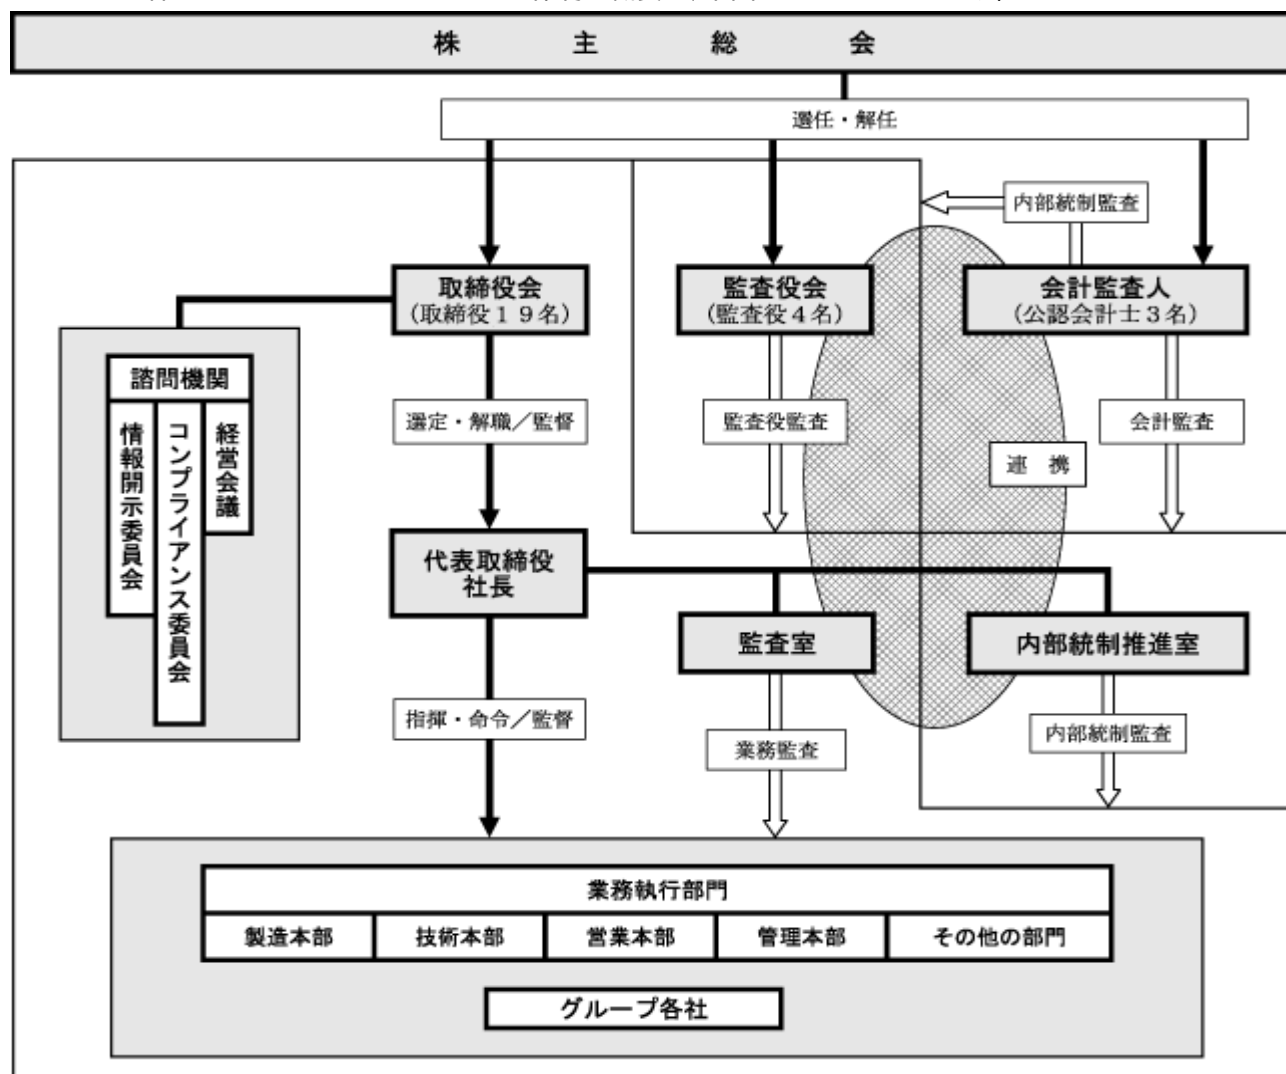 株主総会
選任・解任
内部統制監査
取締役会
(取締役19名)
監査役会
(監査役4名)
会計監査人
(公認会計士3名)
諮問機関
経営会議
コンプライアンス委員会
情報開示委員会
選定・解職／監督
監査役監査
会計監査
連携
代表取締役
社長
監査室
内部統制推進室
指揮・命令／監督
業務監査
内部統制監査
業務執行部門
製造本部
技術本部
営業本部
管理本部
その他の部門
グループ各社